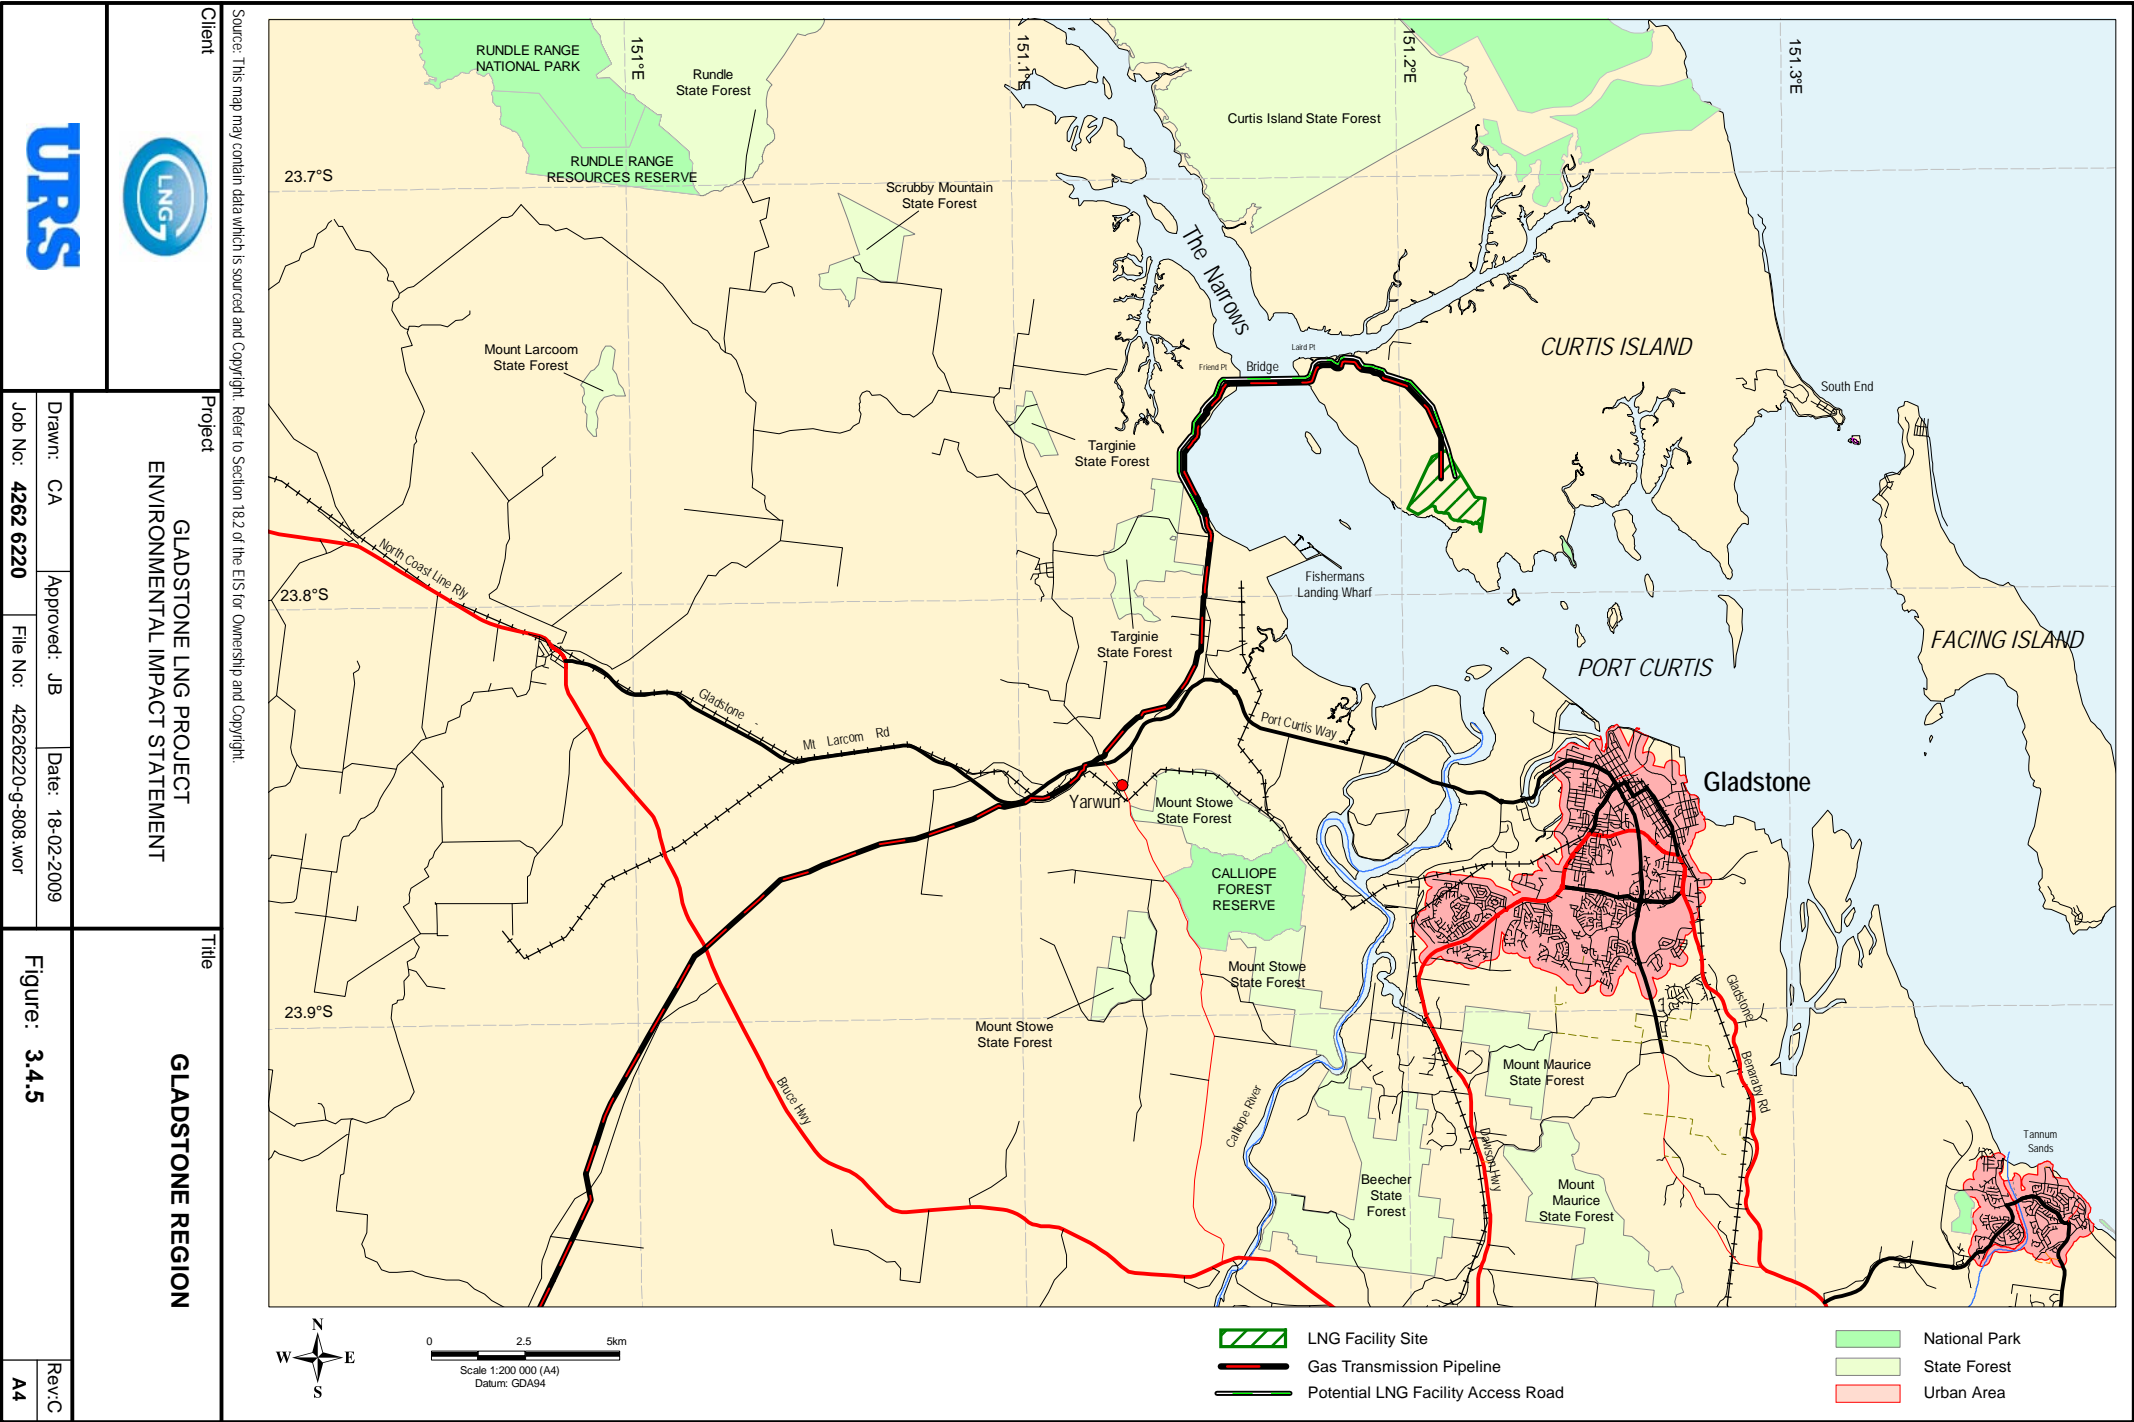 Client
LNG
URS
Project
GLADSTONE LNG PROJECT
ENVIRONMENTAL IMPACT STATEMENT
Drawn: CA
Approved: JB
Date: 18-02-2009
Job No: 4262 6220
File No: 42626220-g-808.wor
Title
GLADSTONE REGION
Figure: 3.4.5
Rev:C
A4
Source: This map may contain data which is sourced and Copyright. Refer to Section 18.2 of the EIS for Ownership and Copyright.
151°E
151.1°E
151.2°E
151.3°E
23.7°S
23.8°S
23.9°S
RUNDLE RANGE
NATIONAL PARK
Rundle
State Forest
RUNDLE RANGE
RESOURCES RESERVE
Curtis Island State Forest
Scrubby Mountain
State Forest
The Narrows
Mount Larcoom
State Forest
Laird Pt
Friend Pt
Bridge
CURTIS ISLAND
South End
Targinie
State Forest
North Coast Line Rly
Fishermans
Landing Wharf
Targinie
State Forest
FACING ISLAND
PORT CURTIS
Gladstone -
Mt Larcom Rd
Port Curtis Way
Gladstone
Yarwun
Mount Stowe
State Forest
CALLIOPE
FOREST
RESERVE
Mount Stowe
State Forest
Mount Stowe
State Forest
Gladstone
Benaraby Rd
Mount Maurice
State Forest
Bruce Hwy
Calliope River
Dawson Hwy
Beecher
State
Forest
Mount
Maurice
State Forest
Tannum
Sands
N
W
E
S
0
2.5
5km
Scale 1:200 000 (A4)
Datum: GDA94
LNG Facility Site
Gas Transmission Pipeline
Potential LNG Facility Access Road
National Park
State Forest
Urban Area